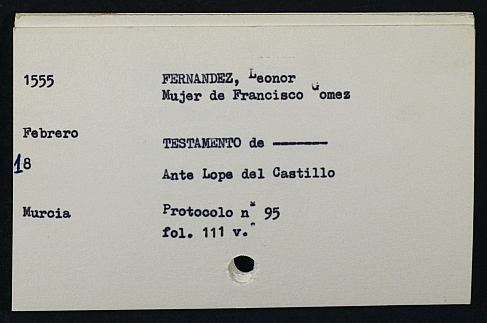 1555
FERNANDEZ, Leonor
Mujer de Francisco Gomez
Febrero
TESTAMENTO de -------
18
Ante Lope del Castillo
Murcia
Protocolo nº 95
fol. 111 v.º